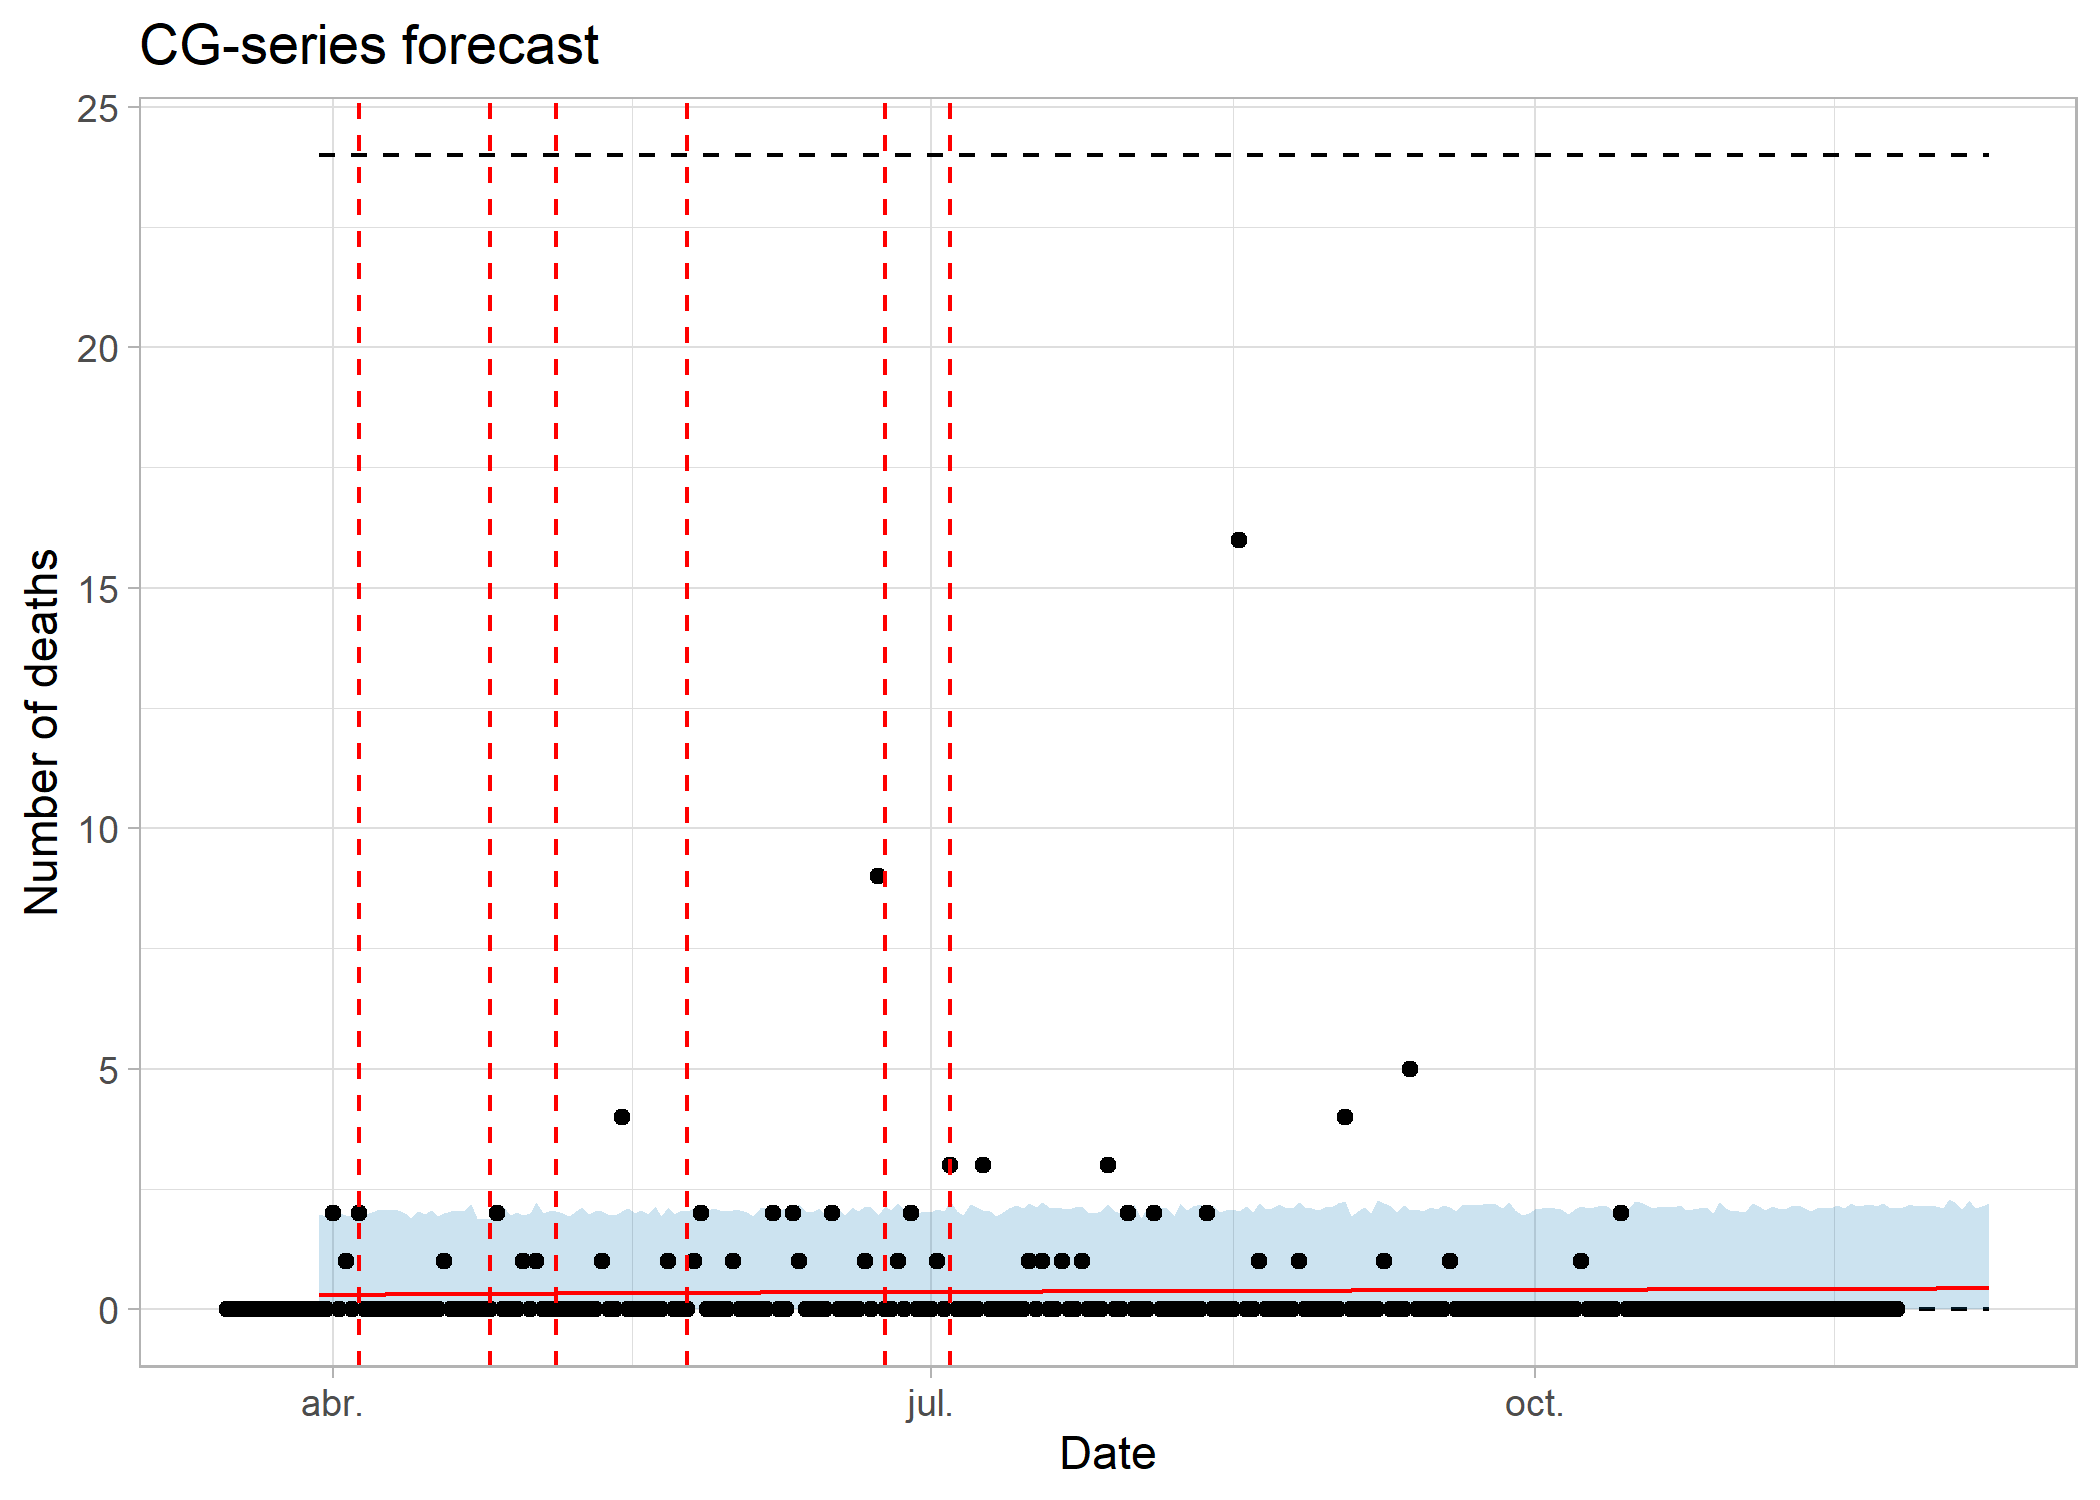 CG-series forecast
25
20
15
10
5
0
Number of deaths
abr.
jul.
oct.
Date